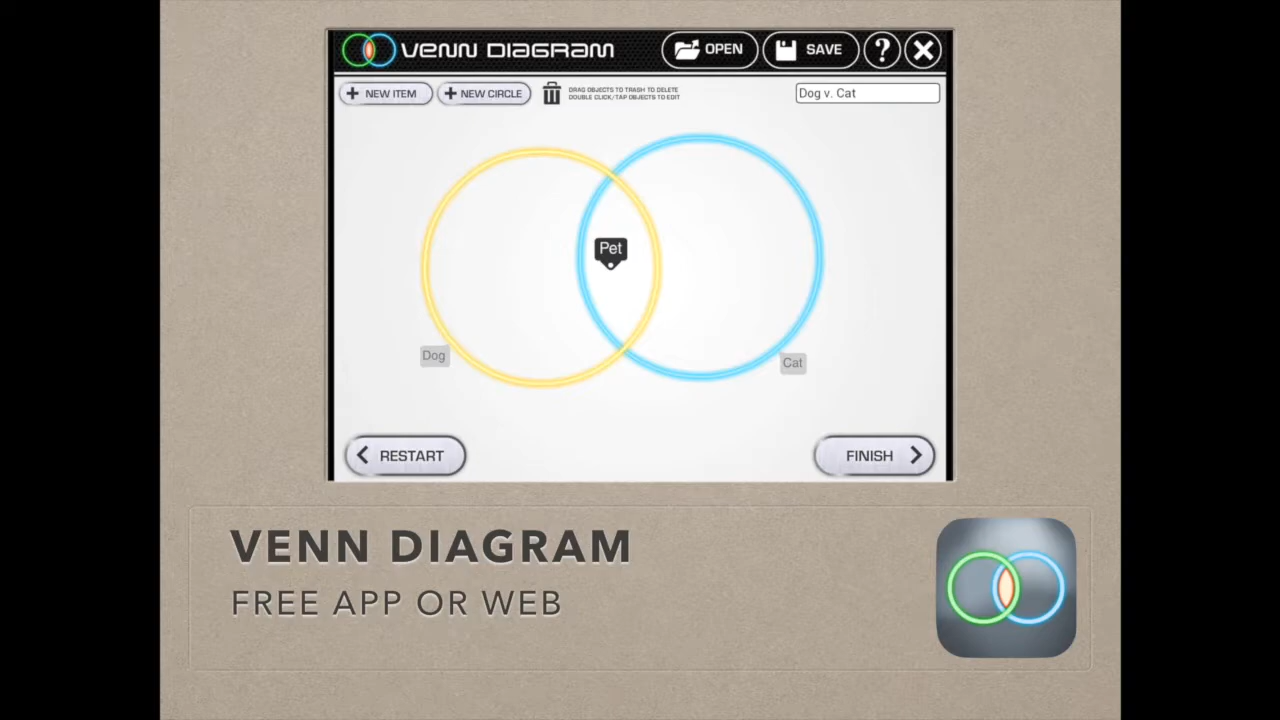 VENN DIAGRAM
OPEN
SAVE
?
NEW ITEM
NEW CIRCLE
DRAG OBJECTS TO TRASH TO DELETE
DOUBLE CLICK/TAP OBJECTS TO EDIT
Dog v. Cat
Pet
Dog
Cat
RESTART
FINISH
VENN DIAGRAM
FREE APP OR WEB